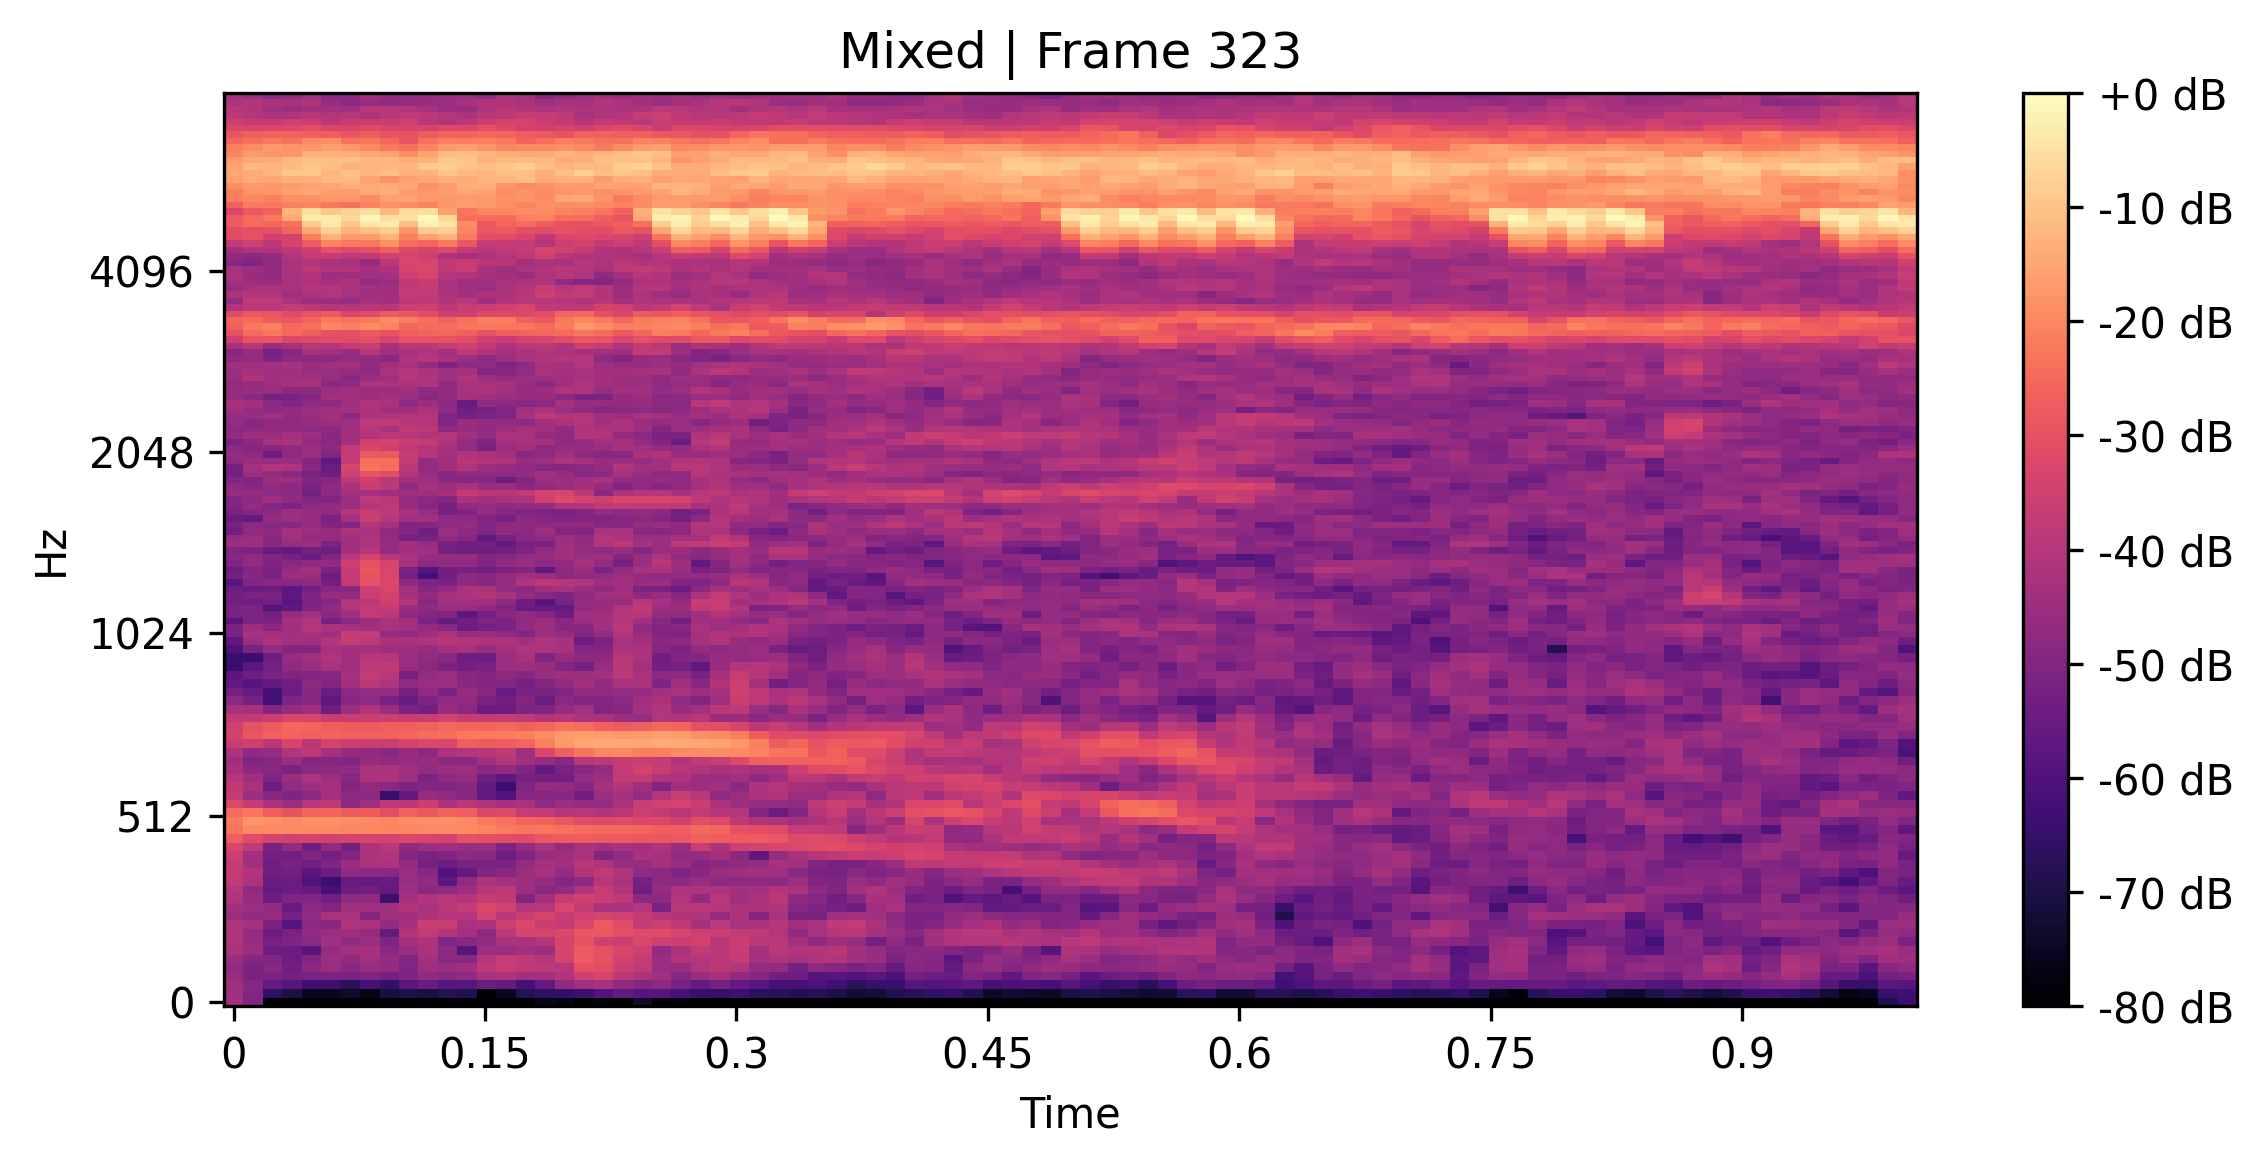 Mixed | Frame 323
+0 dB
-10 dB
-20 dB
-30 dB
-40 dB
-50 dB
-60 dB
-70 dB
-80 dB
4096
2048
1024
512
0
Hz
0 0.15 0.3 0.45 0.6 0.75 0.9
Time